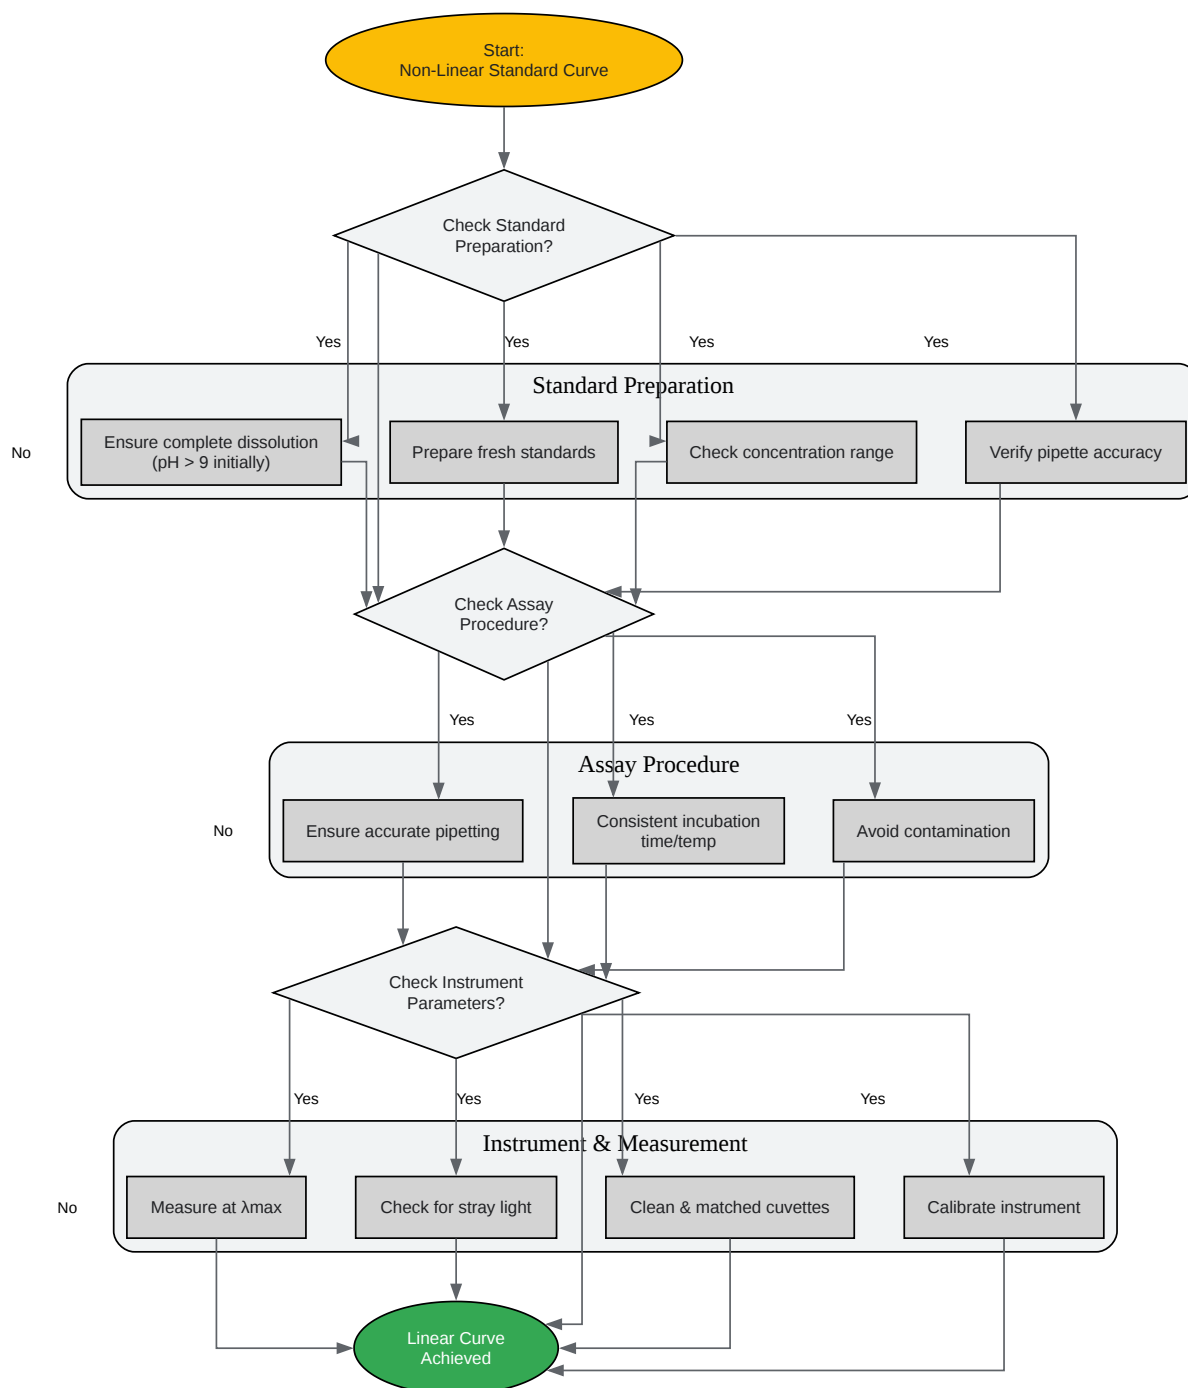 Start:
Non-Linear Standard Curve
Check Standard
Preparation?
Yes
Yes
Yes
Yes
Standard Preparation
No
Ensure complete dissolution
(pH > 9 initially)
Prepare fresh standards
Check concentration range
Verify pipette accuracy
Check Assay
Procedure?
Yes
Yes
Yes
Assay Procedure
No
Ensure accurate pipetting
Consistent incubation
time/temp
Avoid contamination
Check Instrument
Parameters?
Yes
Yes
Yes
Yes
Instrument & Measurement
No
Measure at λmax
Check for stray light
Clean & matched cuvettes
Calibrate instrument
Linear Curve
Achieved